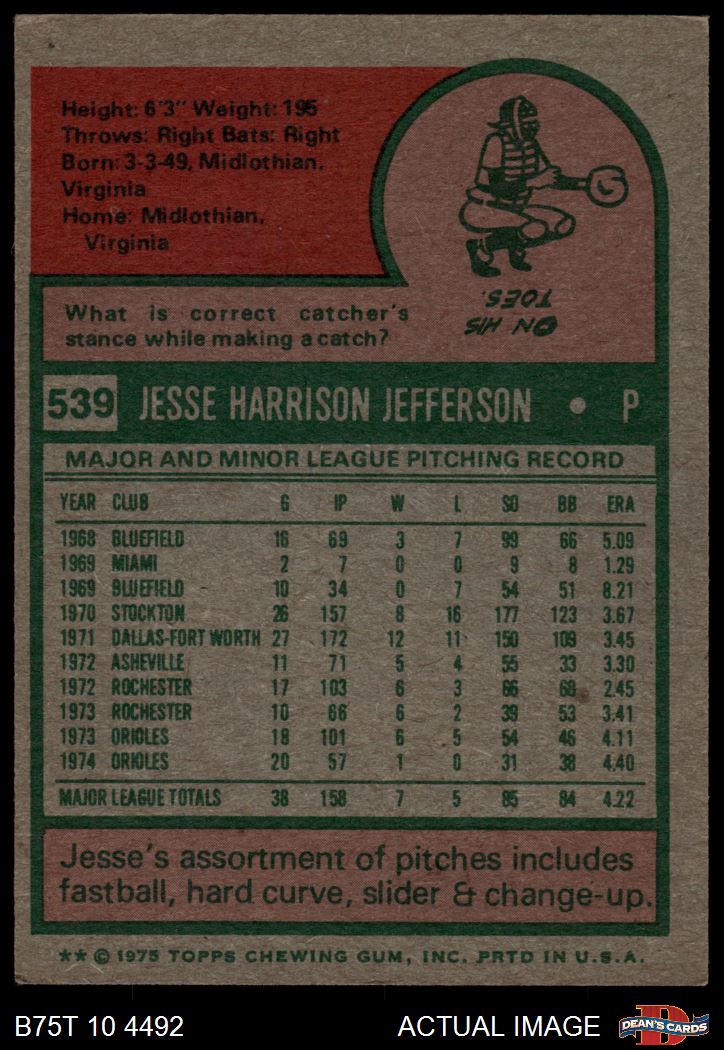 Height: 6'3" Weight: 195
Throws: Right Bats: Right
Born: 3-3-49, Midlothian,
Virginia
Home: Midlothian,
Virginia
ON HIS
TOES.
What is correct catcher's
stance while making a catch?
539 JESSE HARRISON JEFFERSON • P
MAJOR AND MINOR LEAGUE PITCHING RECORD
YEAR CLUB G IP W L SO BB ERA
1968 BLUEFIELD 16 69 3 7 99 66 5.09
1969 MIAMI 2 7 0 0 9 8 1.29
1969 BLUEFIELD 10 34 0 7 54 51 8.21
1970 STOCKTON 26 157 8 16 177 123 3.67
1971 DALLAS-FORT WORTH 27 172 12 11 150 109 3.45
1972 ASHEVILLE 11 71 5 4 55 33 3.30
1972 ROCHESTER 17 103 6 3 66 68 2.45
1973 ROCHESTER 10 66 6 2 39 53 3.41
1973 ORIOLES 18 101 6 5 54 46 4.11
1974 ORIOLES 20 57 1 0 31 38 4.40
MAJOR LEAGUE TOTALS 38 158 7 5 85 84 4.22
Jesse's assortment of pitches includes
fastball, hard curve, slider & change-up.
** © 1975 TOPPS CHEWING GUM, INC. PRTD IN U.S.A.
B75T 10 4492 ACTUAL IMAGE DEAN'S CARDS